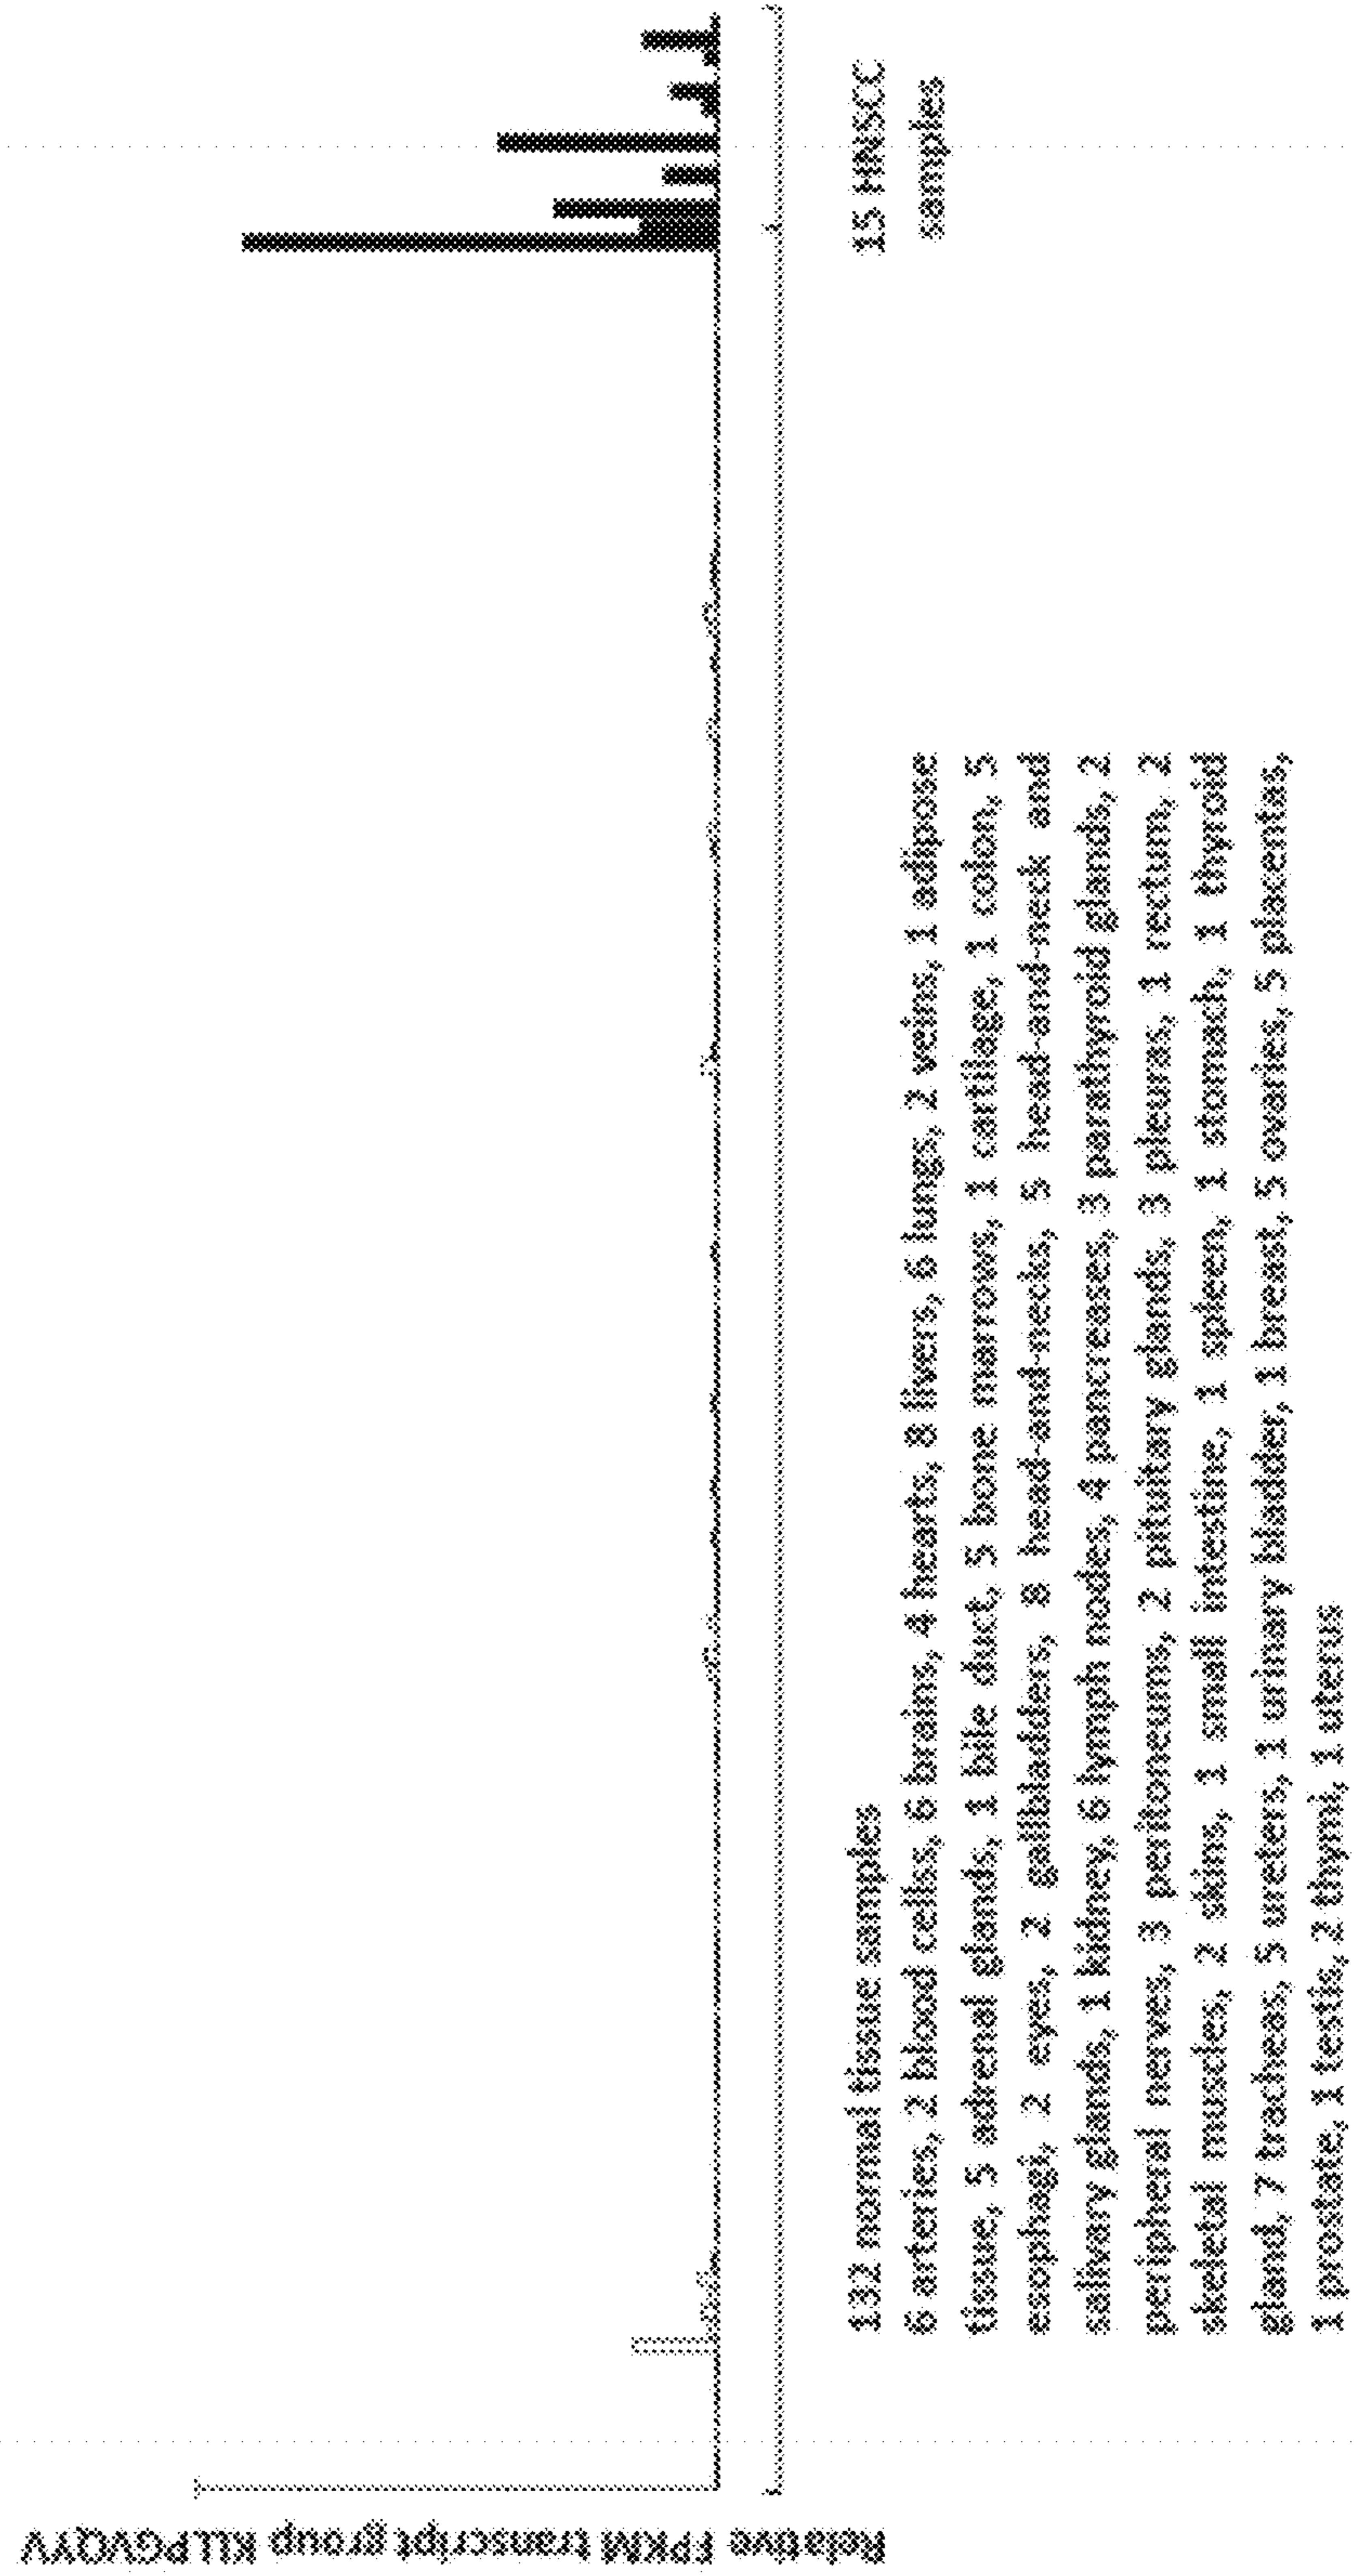 Relative FPKM transcript group KLLPGVQYV
132 normal tissue samples
6 arteries, 2 blood cellss, 6 brains, 4 hearts, 8 livers, 6 lungs, 2 veins, 1 adipose
tissue, 5 adrenal glands, 1 bile duct, 5 bone marrows, 1 cartilage, 1 colon, 5
esophagi, 2 eyes, 2 gallbladders, 8 head-and-necks, 5 head-and-neck and
salivary glands, 1 kidney, 6 lymph nodes, 4 pancreases, 3 parathyroid glands, 2
peripheral nerves, 3 peritoneums, 2 pituitary glands, 3 pleuras, 1 rectum, 2
skeletal muscles, 2 skins, 1 small intestine, 1 spleen, 1 stomach, 1 thyroid
gland, 7 tracheas, 5 ureters, 1 urinary bladder, 1 breast, 5 ovaries, 5 placentas,
1 prostate, 1 testis, 2 thymi, 1 uterus
15 HNSCC
samples